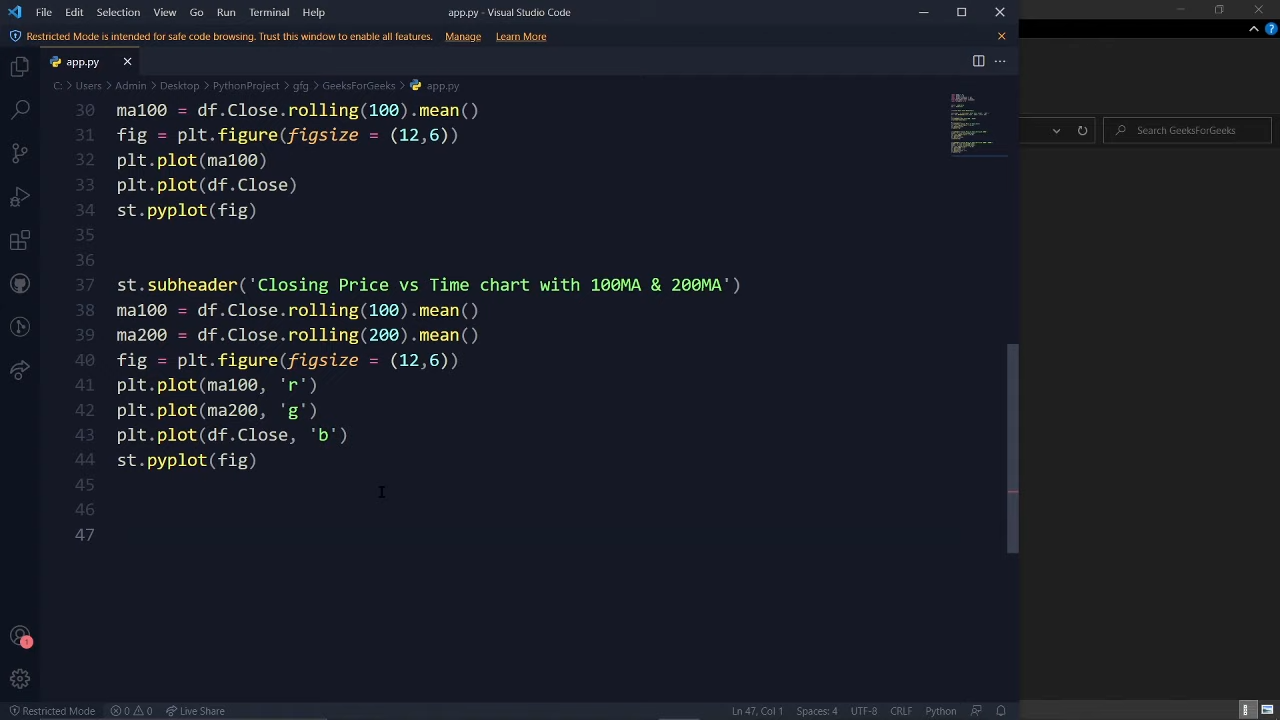 File Edit Selection View Go Run Terminal Help app.py - Visual Studio Code
Restricted Mode is intended for safe code browsing. Trust this window to enable all features. Manage Learn More
app.py
C: > Users > Admin > Desktop > PythonProject > gfg > GeeksForGeeks > app.py
Search GeeksForGeeks
30 ma100 = df.Close.rolling(100).mean()
31 fig = plt.figure(figsize = (12,6))
32 plt.plot(ma100)
33 plt.plot(df.Close)
34 st.pyplot(fig)
35
36
37 st.subheader('Closing Price vs Time chart with 100MA & 200MA')
38 ma100 = df.Close.rolling(100).mean()
39 ma200 = df.Close.rolling(200).mean()
40 fig = plt.figure(figsize = (12,6))
41 plt.plot(ma100, 'r')
42 plt.plot(ma200, 'g')
43 plt.plot(df.Close, 'b')
44 st.pyplot(fig)
45
46
47
1
Restricted Mode 0 0 Live Share Ln 47, Col 1 Spaces: 4 UTF-8 CRLF Python